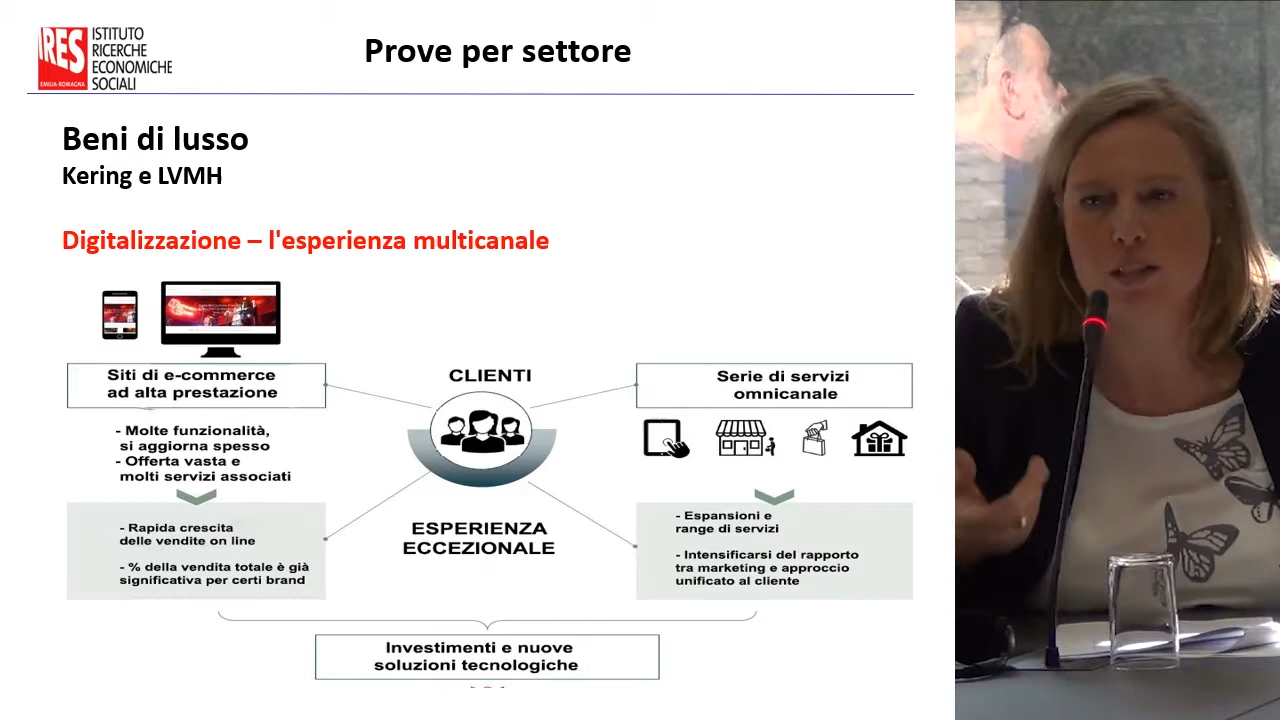 IRES
EMILIA-ROMAGNA
ISTITUTO
RICERCHE
ECONOMICHE
SOCIALI
Prove per settore
Beni di lusso
Kering e LVMH
Digitalizzazione – l'esperienza multicanale
Siti di e-commerce
ad alta prestazione
- Molte funzionalità,
si aggiorna spesso
- Offerta vasta e
molti servizi associati
- Rapida crescita
delle vendite on line
- % della vendita totale è già
significativa per certi brand
CLIENTI
ESPERIENZA
ECCEZIONALE
Serie di servizi
omnicanale
- Espansioni e
range di servizi
- Intensificarsi del rapporto
tra marketing e approccio
unificato al cliente
Investimenti e nuove
soluzioni tecnologiche